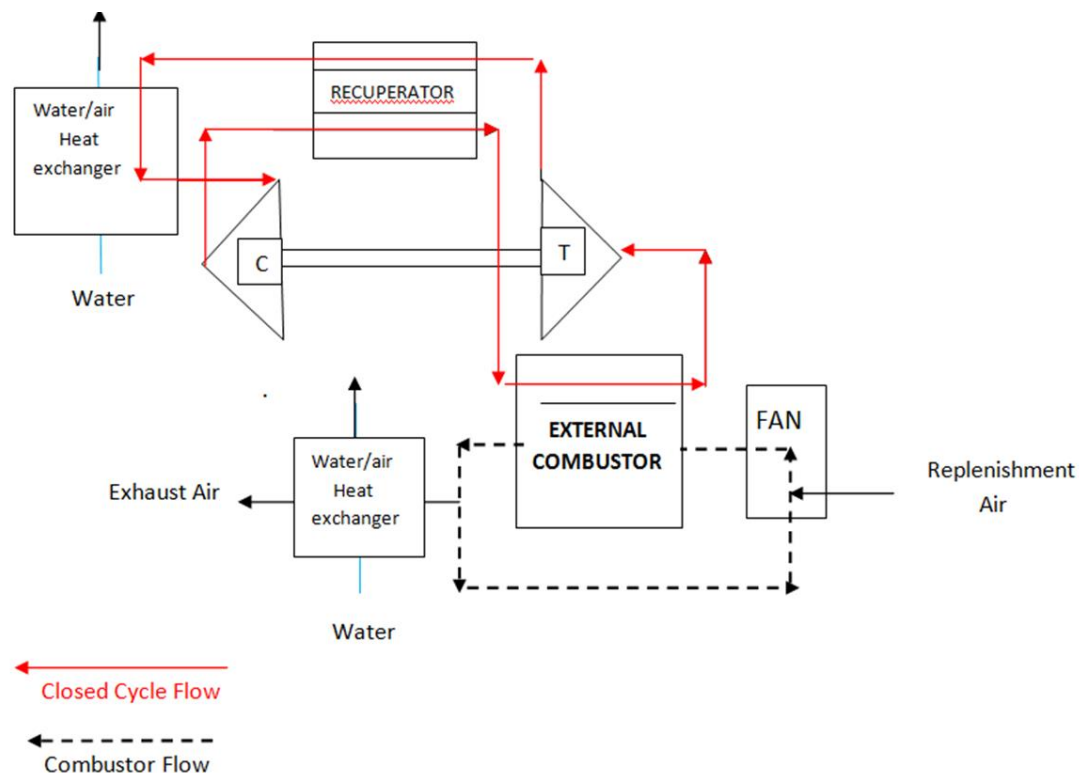 Water/air
Heat
exchanger
RECUPERATOR
C
T
Water
EXTERNAL
COMBUSTOR
FAN
Replenishment
Air
Exhaust Air
Water/air
Heat
exchanger
Water
Closed Cycle Flow
Combustor Flow